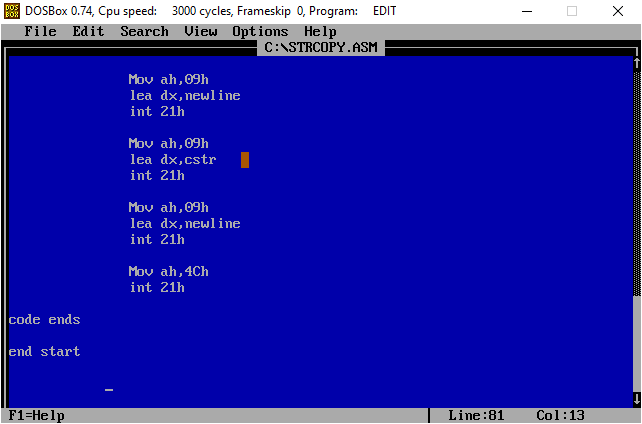 DOS BOX
DOSBox 0.74, Cpu speed: 3000 cycles, Frameskip 0, Program: EDIT
File Edit Search View Options Help
C:\STRCOPY.ASM
Mov ah,09h
lea dx,newline
int 21h
Mov ah,09h
lea dx,cstr
int 21h
Mov ah,09h
lea dx,newline
int 21h
Mov ah,4Ch
int 21h
code ends
end start
F1=Help Line:81 Col:13